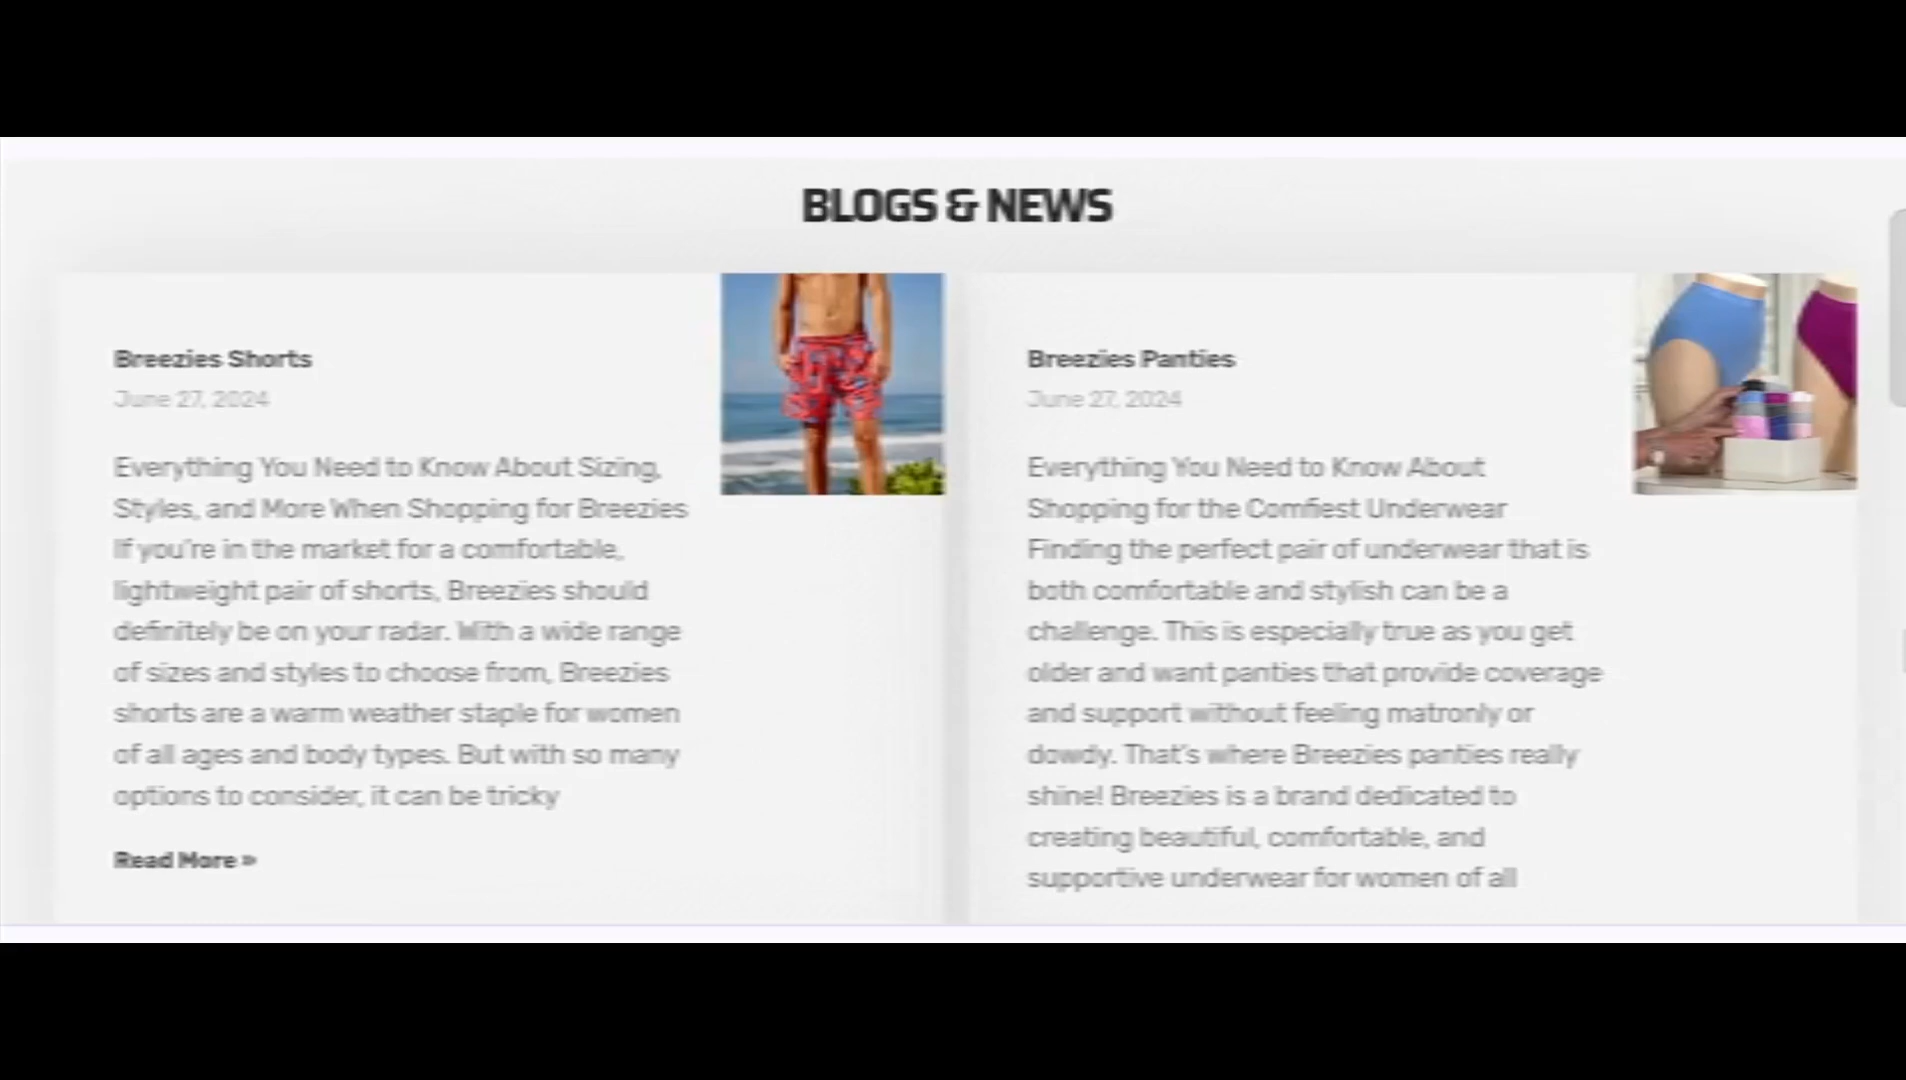 BLOGS & NEWS
Breezies Shorts
June 27, 2024
Everything You Need to Know About Sizing,
Styles, and More When Shopping for Breezies
If you're in the market for a comfortable,
lightweight pair of shorts, Breezies should
definitely be on your radar. With a wide range
of sizes and styles to choose from, Breezies
shorts are a warm weather staple for women
of all ages and body types. But with so many
options to consider, it can be tricky
Read More »
Breezies Panties
June 27, 2024
Everything You Need to Know About
Shopping for the Comfiest Underwear
Finding the perfect pair of underwear that is
both comfortable and stylish can be a
challenge. This is especially true as you get
older and want panties that provide coverage
and support without feeling matronly or
dowdy. That's where Breezies panties really
shine! Breezies is a brand dedicated to
creating beautiful, comfortable, and
supportive underwear for women of all